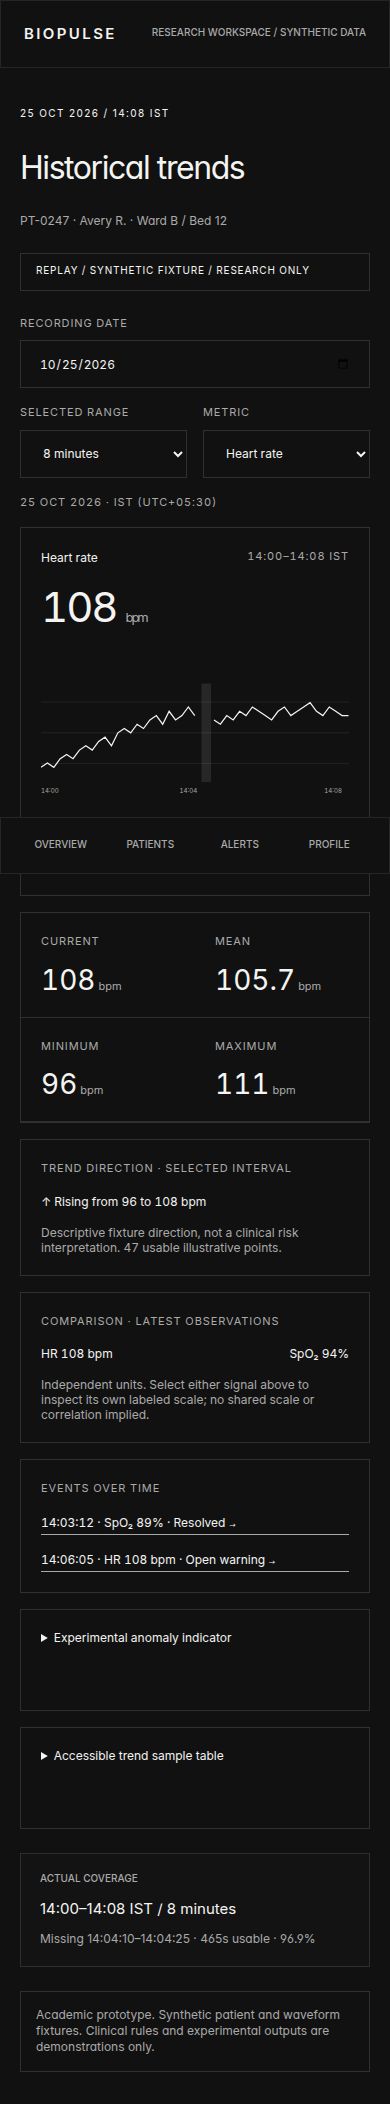 BIOPULSE
RESEARCH WORKSPACE / SYNTHETIC DATA
25 OCT 2026 / 14:08 IST
Historical trends
PT-0247 · Avery R. · Ward B / Bed 12
REPLAY / SYNTHETIC FIXTURE / RESEARCH ONLY
RECORDING DATE
10/25/2026
SELECTED RANGE
METRIC
8 minutes
Heart rate
25 OCT 2026 · IST (UTC+05:30)
Heart rate
14:00–14:08 IST
108 bpm
14:00
14:04
14:08
OVERVIEW
PATIENTS
ALERTS
PROFILE
CURRENT
MEAN
108 bpm
105.7 bpm
MINIMUM
MAXIMUM
96 bpm
111 bpm
TREND DIRECTION · SELECTED INTERVAL
↑ Rising from 96 to 108 bpm
Descriptive fixture direction, not a clinical risk
interpretation. 47 usable illustrative points.
COMPARISON · LATEST OBSERVATIONS
HR 108 bpm
SpO₂ 94%
Independent units. Select either signal above to
inspect its own labeled scale; no shared scale or
correlation implied.
EVENTS OVER TIME
14:03:12 · SpO₂ 89% · Resolved →
14:06:05 · HR 108 bpm · Open warning →
▶ Experimental anomaly indicator
▶ Accessible trend sample table
ACTUAL COVERAGE
14:00–14:08 IST / 8 minutes
Missing 14:04:10–14:04:25 · 465s usable · 96.9%
Academic prototype. Synthetic patient and waveform
fixtures. Clinical rules and experimental outputs are
demonstrations only.